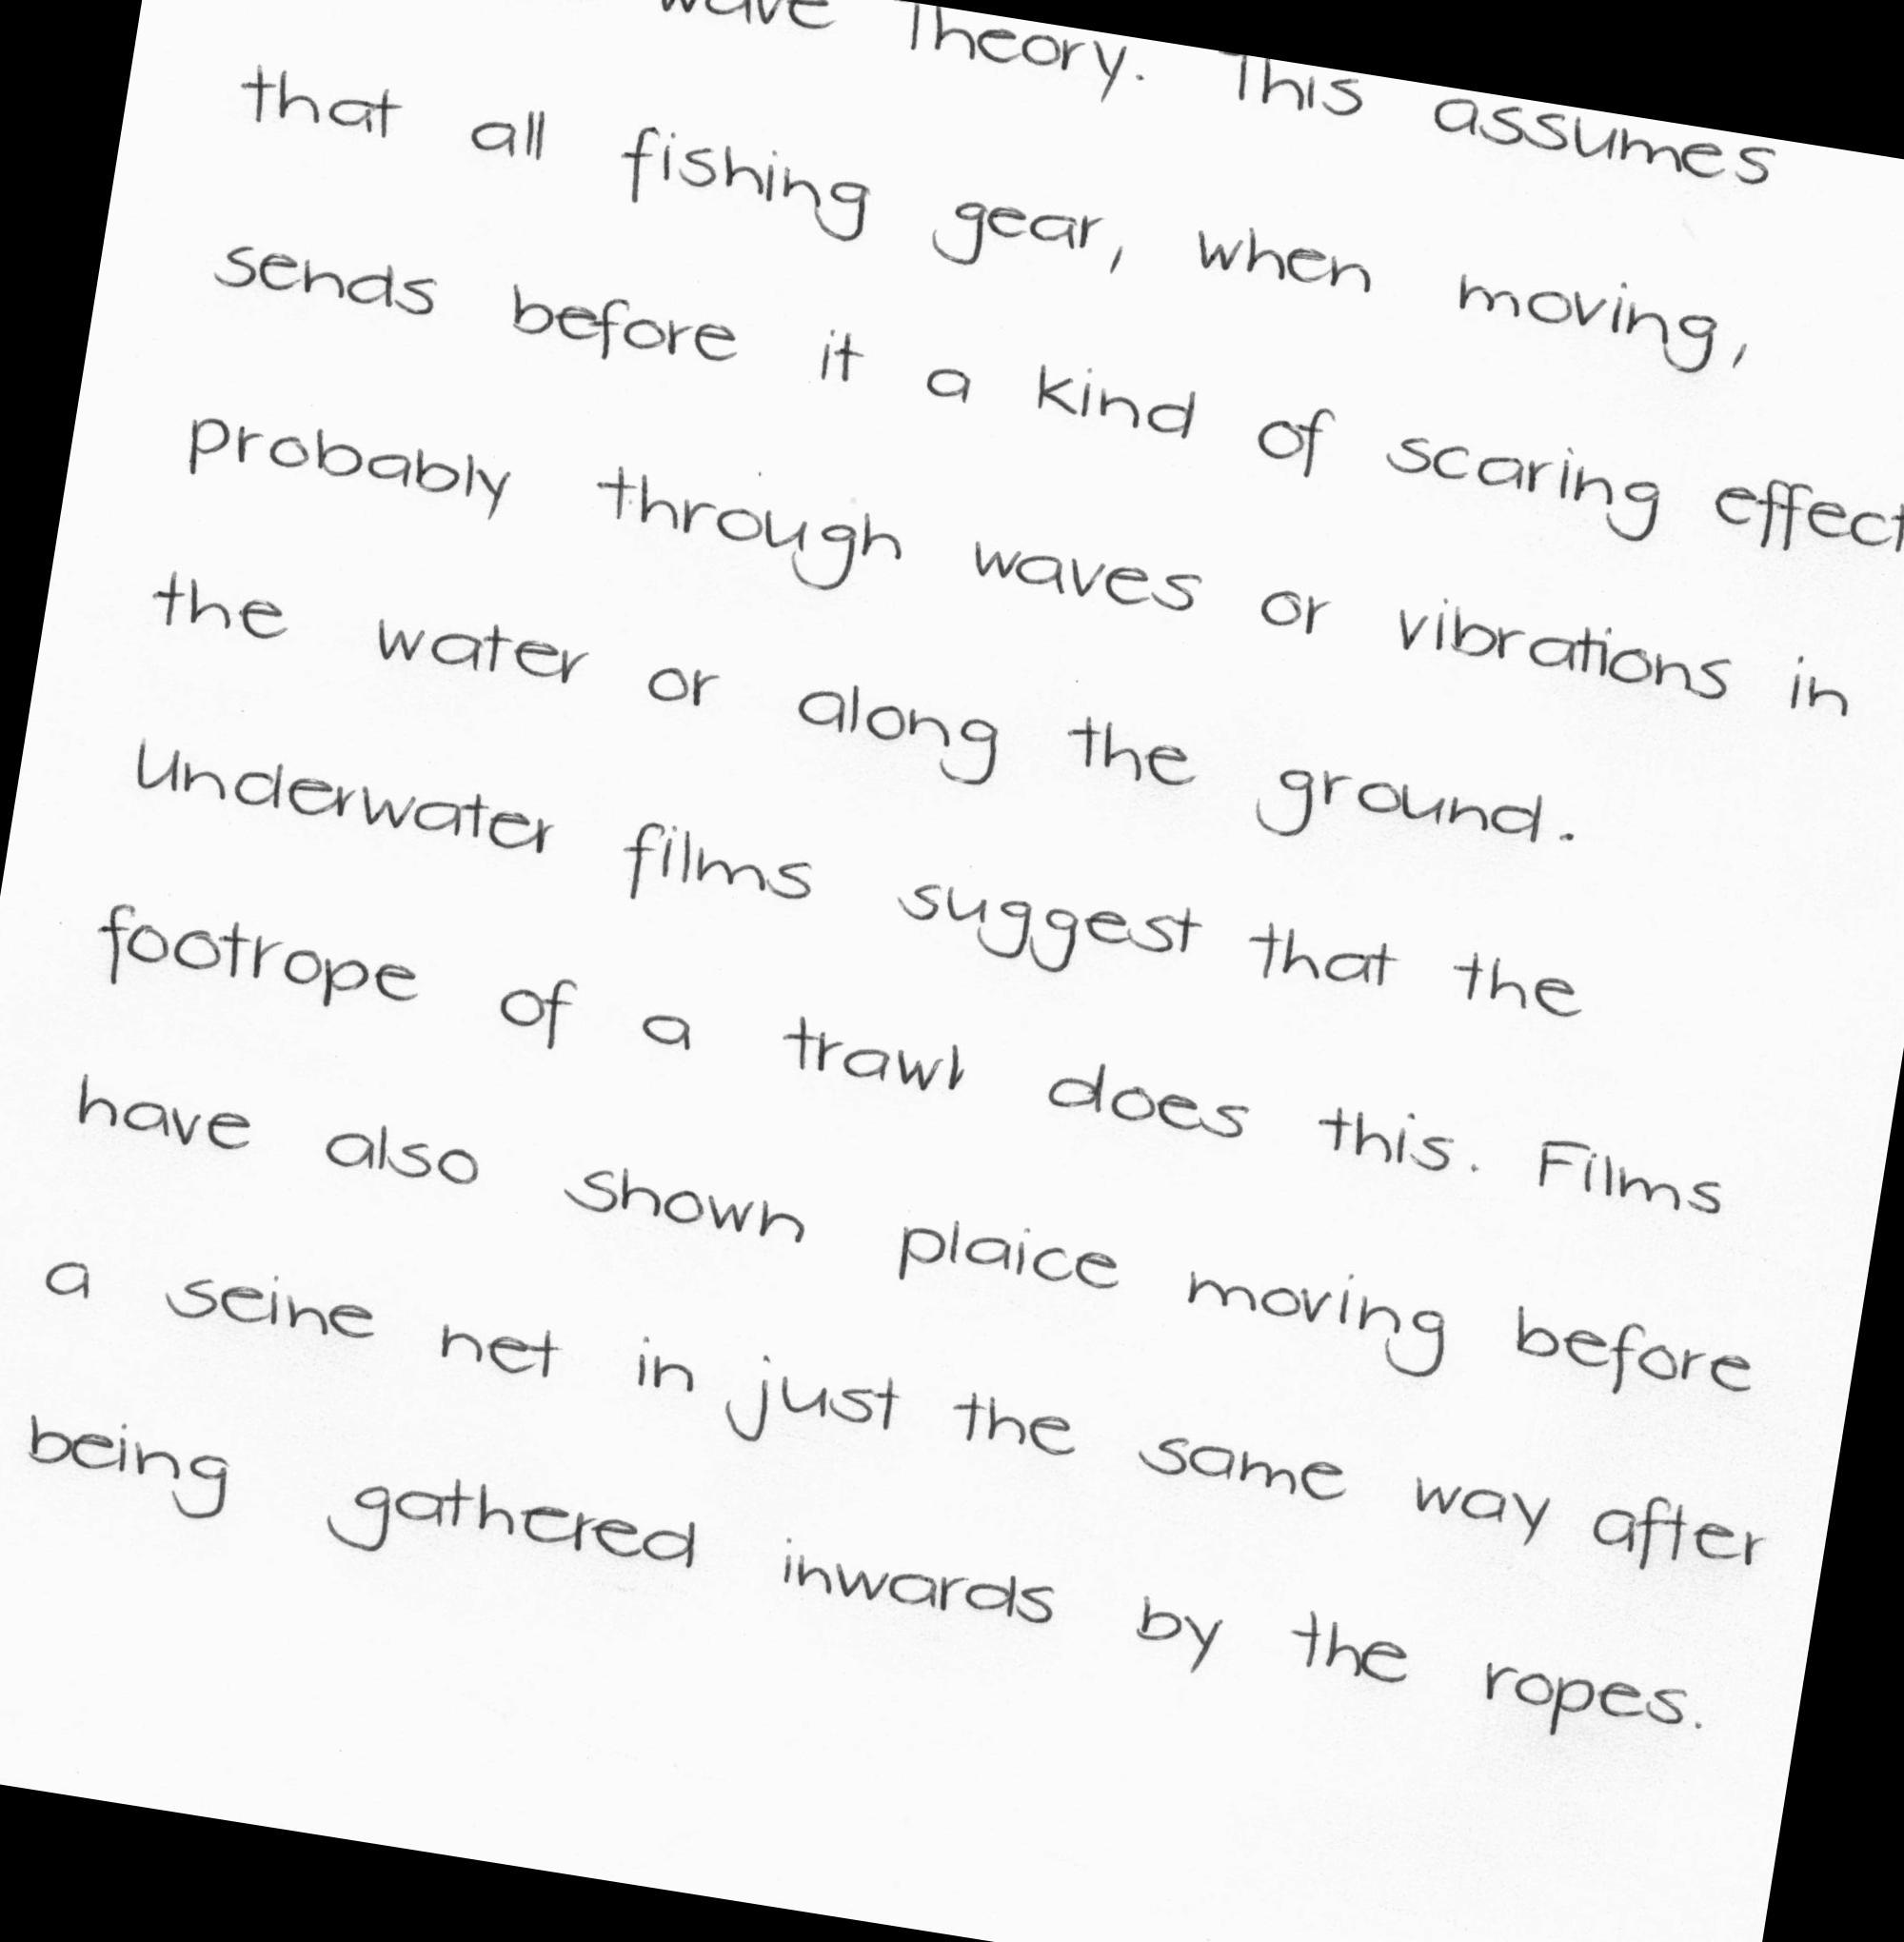 wave Theory. This assumes
that all fishing gear, when moving,
sends before it a kind of scaring effect
probably through waves or vibrations in
the water or along the ground.
Underwater films suggest that the
footrope of a trawl does this. Films
have also shown plaice moving before
a seine net in just the same way after
being gathered inwards by the ropes.